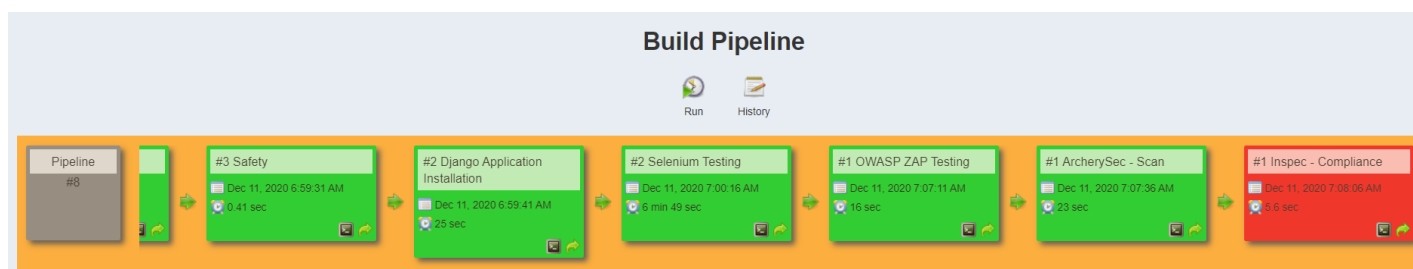 Build Pipeline
Run
History
Pipeline
#8
#3 Safety
Dec 11, 2020 6:59:31 AM
0.41 sec
#2 Django Application
Installation
Dec 11, 2020 6:59:41 AM
25 sec
#2 Selenium Testing
Dec 11, 2020 7:00:16 AM
6 min 49 sec
#1 OWASP ZAP Testing
Dec 11, 2020 7:07:11 AM
16 sec
#1 ArcherySec - Scan
Dec 11, 2020 7:07:36 AM
23 sec
#1 Inspec - Compliance
Dec 11, 2020 7:08:06 AM
5.6 sec